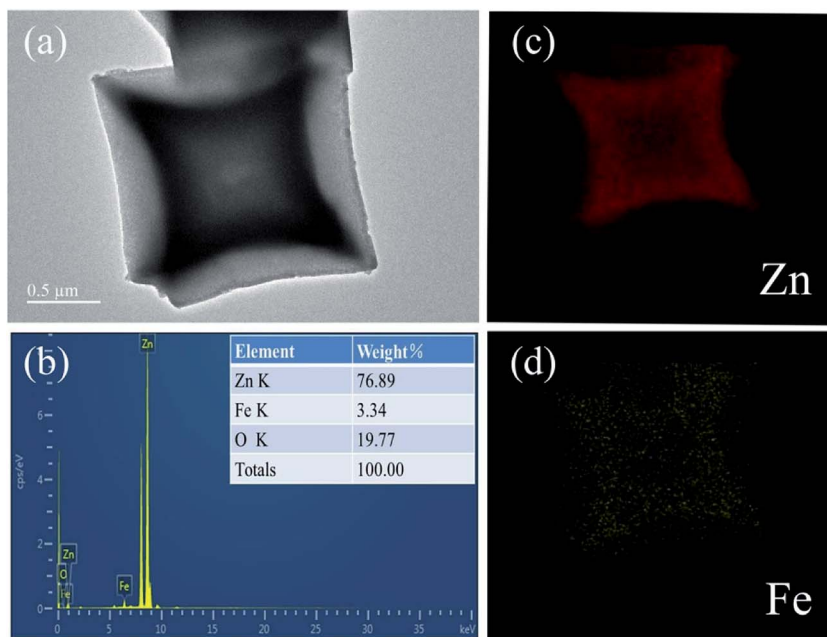 (a)
0.5 µm
(c)
Zn
(b)
Zn
Element Weight%
Zn K 76.89
Fe K 3.34
O K 19.77
Totals 100.00
cps/eV
6
4
2
0
Zn
O
Fe
Fe
0 5 10 15 20 25 30 35 keV
(d)
Fe